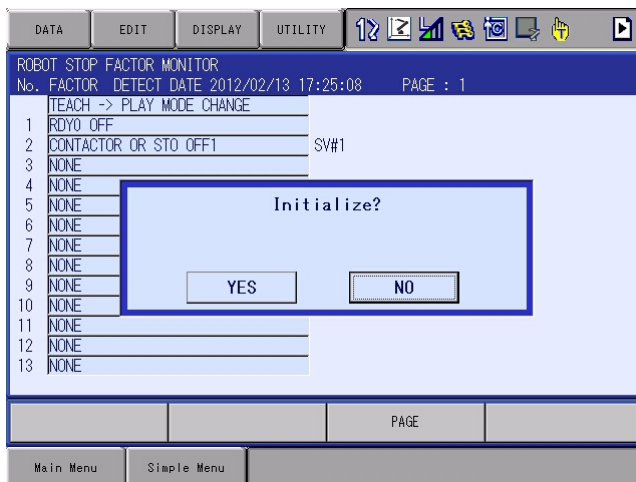 DATA EDIT DISPLAY UTILITY
ROBOT STOP FACTOR MONITOR
No. FACTOR DETECT DATE 2012/02/13 17:25:08 PAGE : 1
TEACH -> PLAY MODE CHANGE
1 RDY0 OFF
2 CONTACTOR OR STO OFF1 SV#1
3 NONE
4 NONE
5 NONE
6 NONE
7 NONE
8 NONE
9 NONE
10 NONE
11 NONE
12 NONE
13 NONE
Initialize?
YES NO
PAGE
Main Menu Simple Menu